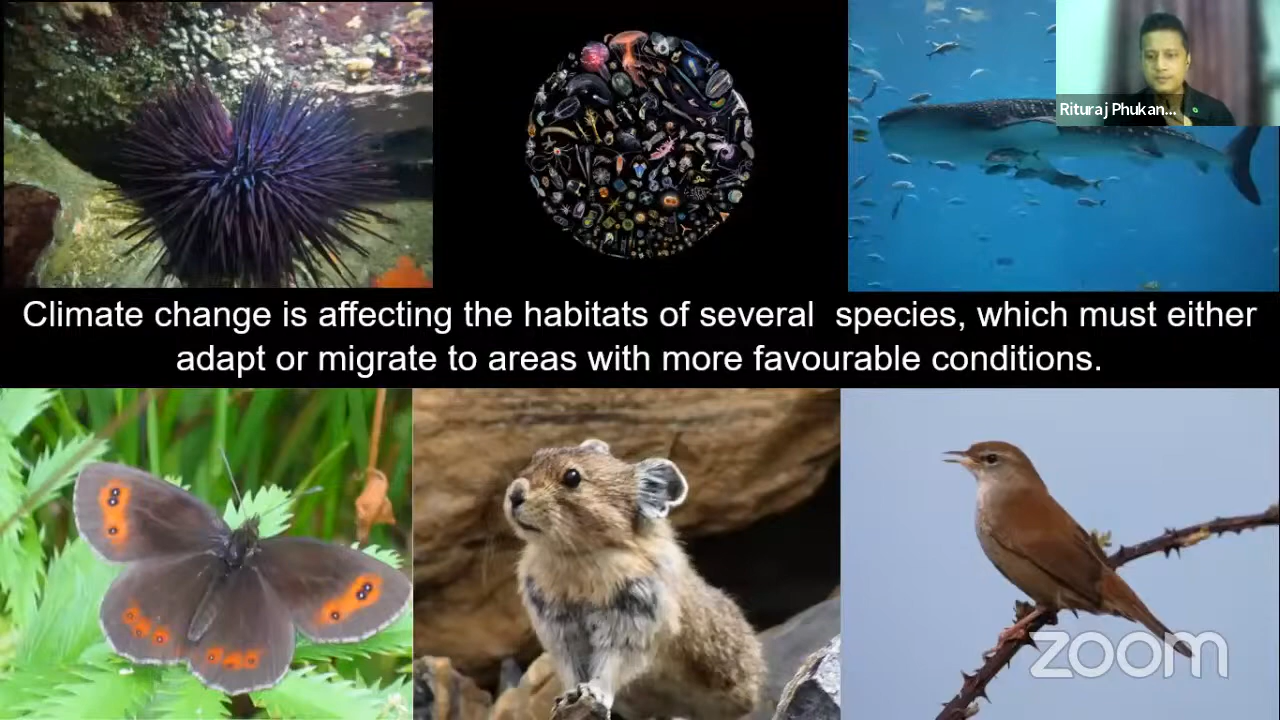 Rituraj Phukan...
Climate change is affecting the habitats of several  species, which must either
adapt or migrate to areas with more favourable conditions.
zoom